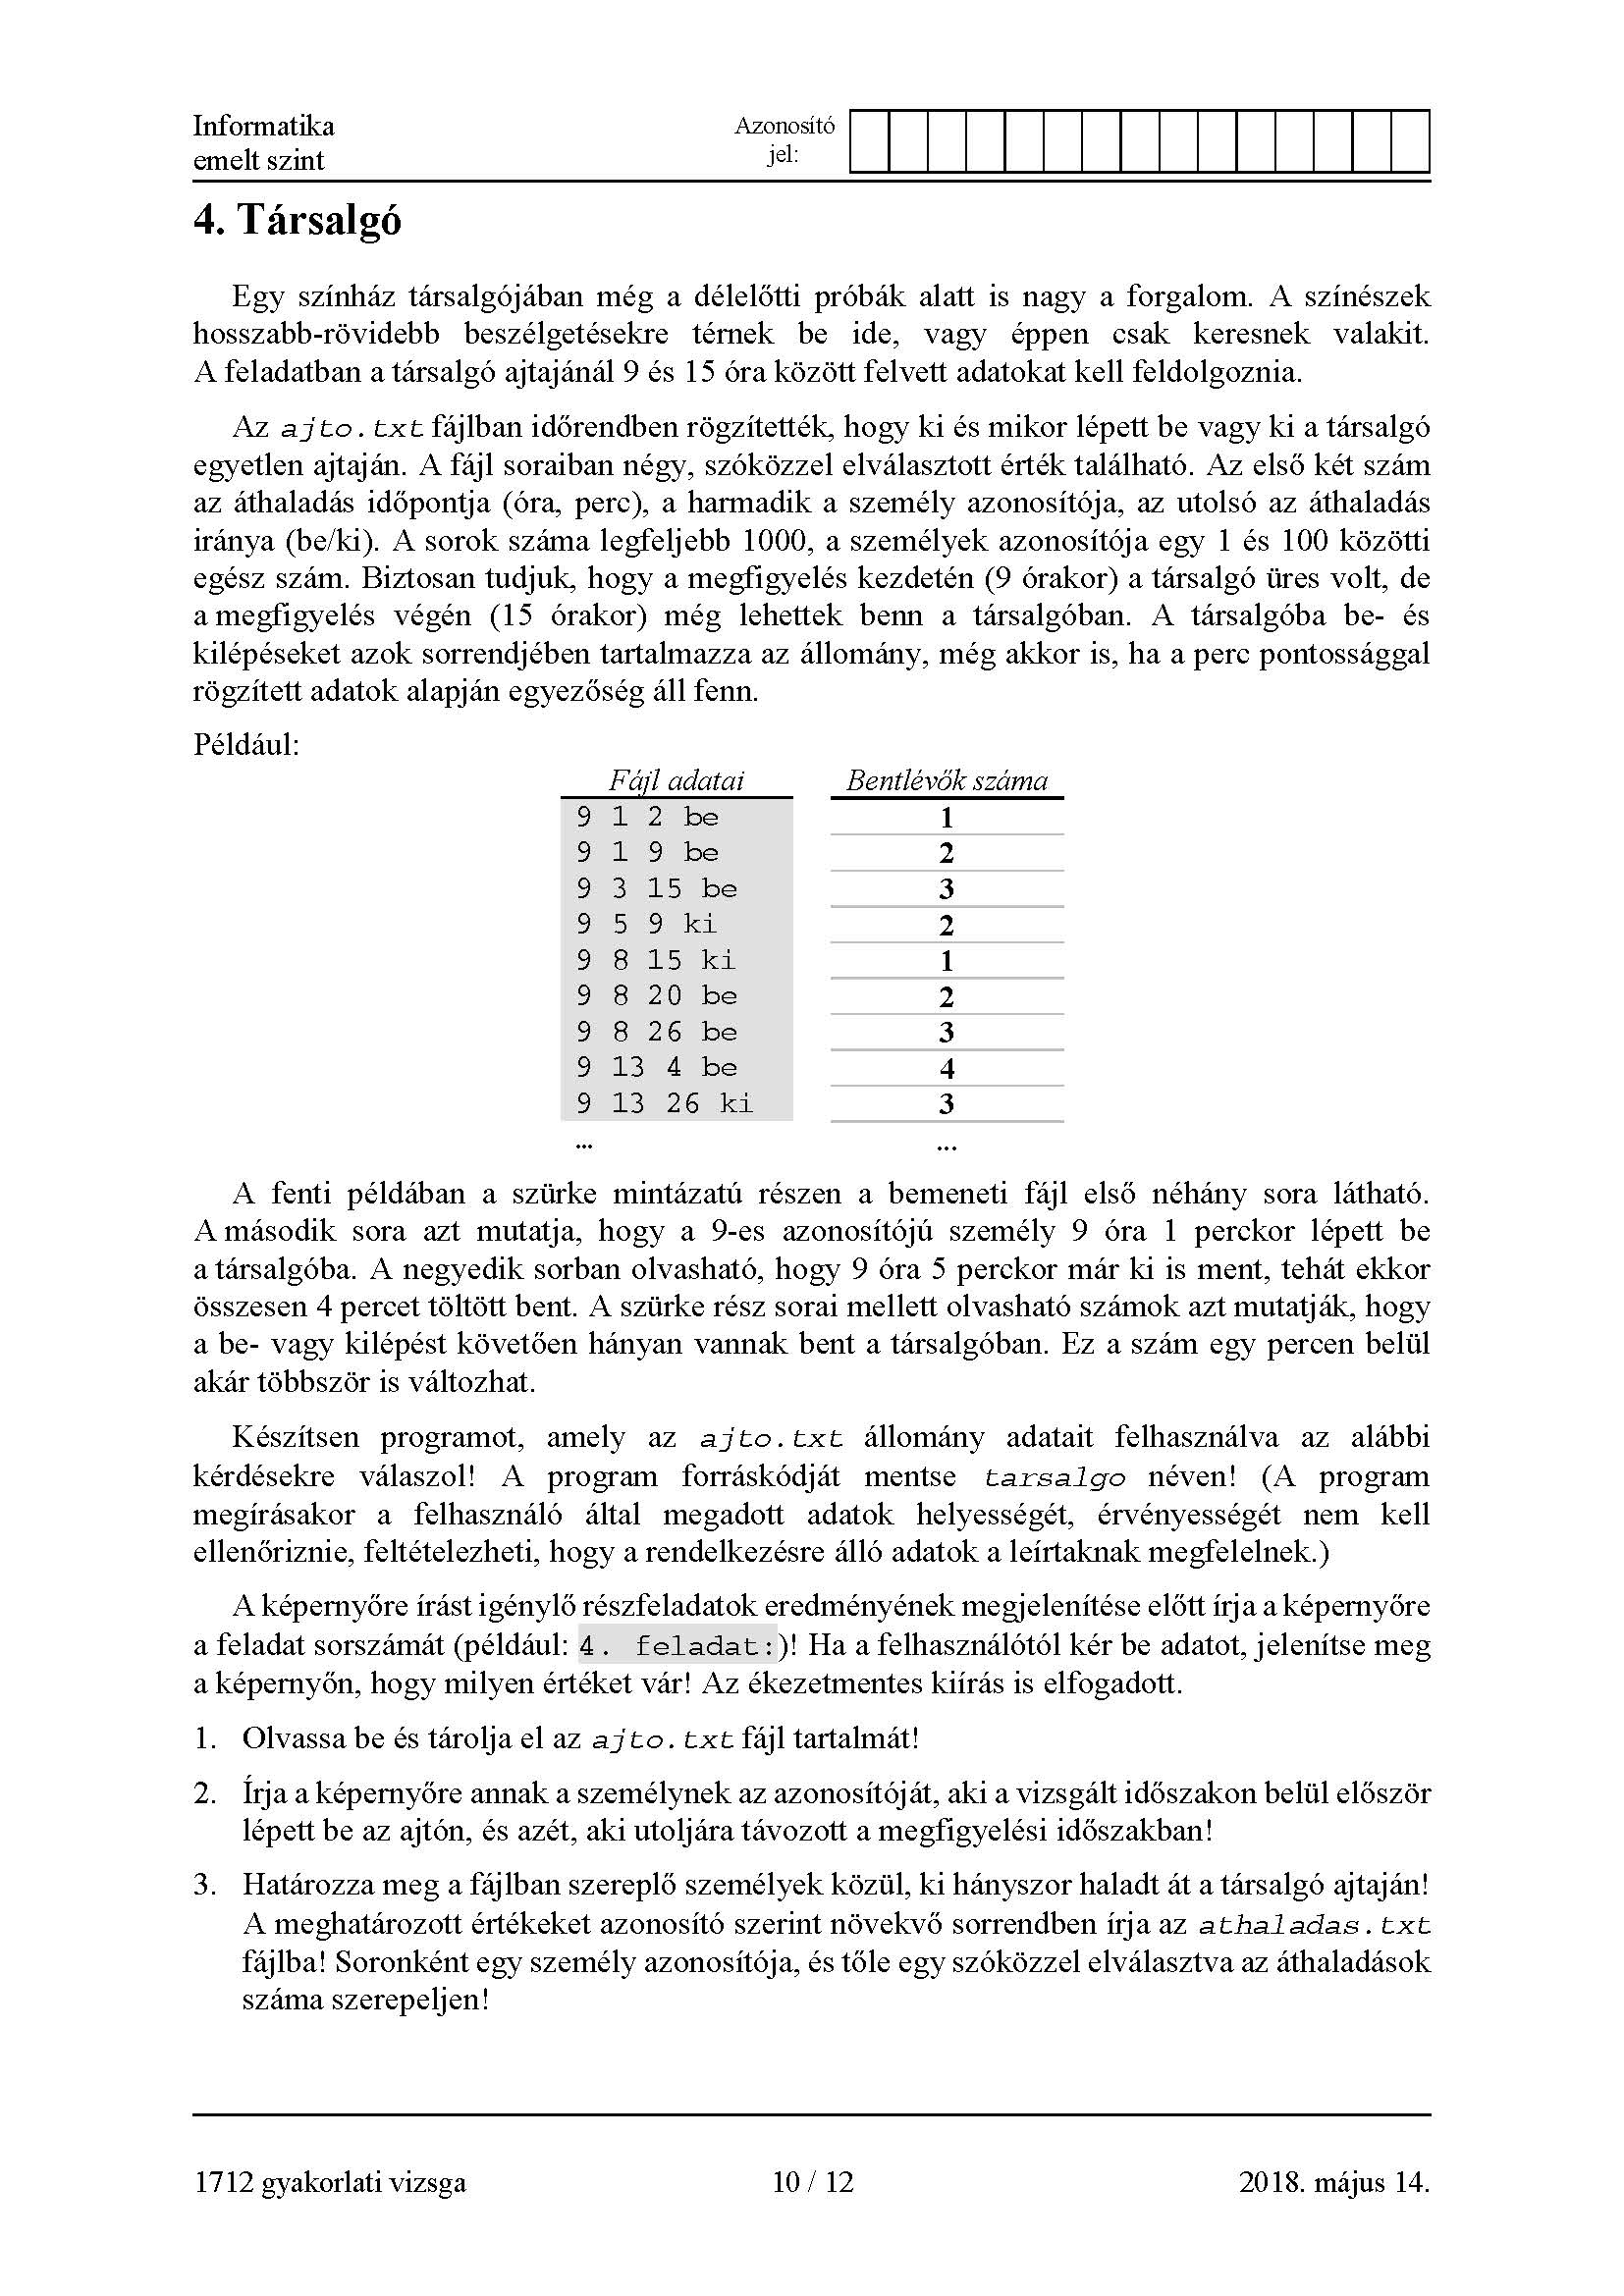 Informatika
emelt szint
Azonosító
jel:
4. Társalgó
Egy színház társalgójában még a délelőtti próbák alatt is nagy a forgalom. A színészek
hosszabb-rövidebb beszélgetésekre térnek be ide, vagy éppen csak keresnek valakit.
A feladatban a társalgó ajtajánál 9 és 15 óra között felvett adatokat kell feldolgoznia.
Az ajto.txt fájlban időrendben rögzítették, hogy ki és mikor lépett be vagy ki a társalgó
egyetlen ajtaján. A fájl soraiban négy, szóközzel elválasztott érték található. Az első két szám
az áthaladás időpontja (óra, perc), a harmadik a személy azonosítója, az utolsó az áthaladás
iránya (be/ki). A sorok száma legfeljebb 1000, a személyek azonosítója egy 1 és 100 közötti
egész szám. Biztosan tudjuk, hogy a megfigyelés kezdetén (9 órakor) a társalgó üres volt, de
a megfigyelés végén (15 órakor) még lehettek benn a társalgóban. A társalgóba be- és
kilépéseket azok sorrendjében tartalmazza az állomány, még akkor is, ha a perc pontossággal
rögzített adatok alapján egyezőség áll fenn.
Például:
Fájl adatai Bentlévők száma
9 1 2 be 1
9 1 9 be 2
9 3 15 be 3
9 5 9 ki 2
9 8 15 ki 1
9 8 20 be 2
9 8 26 be 3
9 13 4 be 4
9 13 26 ki 3
... ...
A fenti példában a szürke mintázatú részen a bemeneti fájl első néhány sora látható.
A második sora azt mutatja, hogy a 9-es azonosítójú személy 9 óra 1 perckor lépett be
a társalgóba. A negyedik sorban olvasható, hogy 9 óra 5 perckor már ki is ment, tehát ekkor
összesen 4 percet töltött bent. A szürke rész sorai mellett olvasható számok azt mutatják, hogy
a be- vagy kilépést követően hányan vannak bent a társalgóban. Ez a szám egy percen belül
akár többször is változhat.
Készítsen programot, amely az ajto.txt állomány adatait felhasználva az alábbi
kérdésekre válaszol! A program forráskódját mentse tarsalgo néven! (A program
megírásakor a felhasználó által megadott adatok helyességét, érvényességét nem kell
ellenőriznie, feltételezheti, hogy a rendelkezésre álló adatok a leírtaknak megfelelnek.)
A képernyőre írást igénylő részfeladatok eredményének megjelenítése előtt írja a képernyőre
a feladat sorszámát (például: 4. feladat:)! Ha a felhasználótól kér be adatot, jelenítse meg
a képernyőn, hogy milyen értéket vár! Az ékezetmentes kiírás is elfogadott.
1. Olvassa be és tárolja el az ajto.txt fájl tartalmát!
2. Írja a képernyőre annak a személynek az azonosítóját, aki a vizsgált időszakon belül először
lépett be az ajtón, és azét, aki utoljára távozott a megfigyelési időszakban!
3. Határozza meg a fájlban szereplő személyek közül, ki hányszor haladt át a társalgó ajtaján!
A meghatározott értékeket azonosító szerint növekvő sorrendben írja az athaladas.txt
fájlba! Soronként egy személy azonosítója, és tőle egy szóközzel elválasztva az áthaladások
száma szerepeljen!
1712 gyakorlati vizsga 10 / 12 2018. május 14.